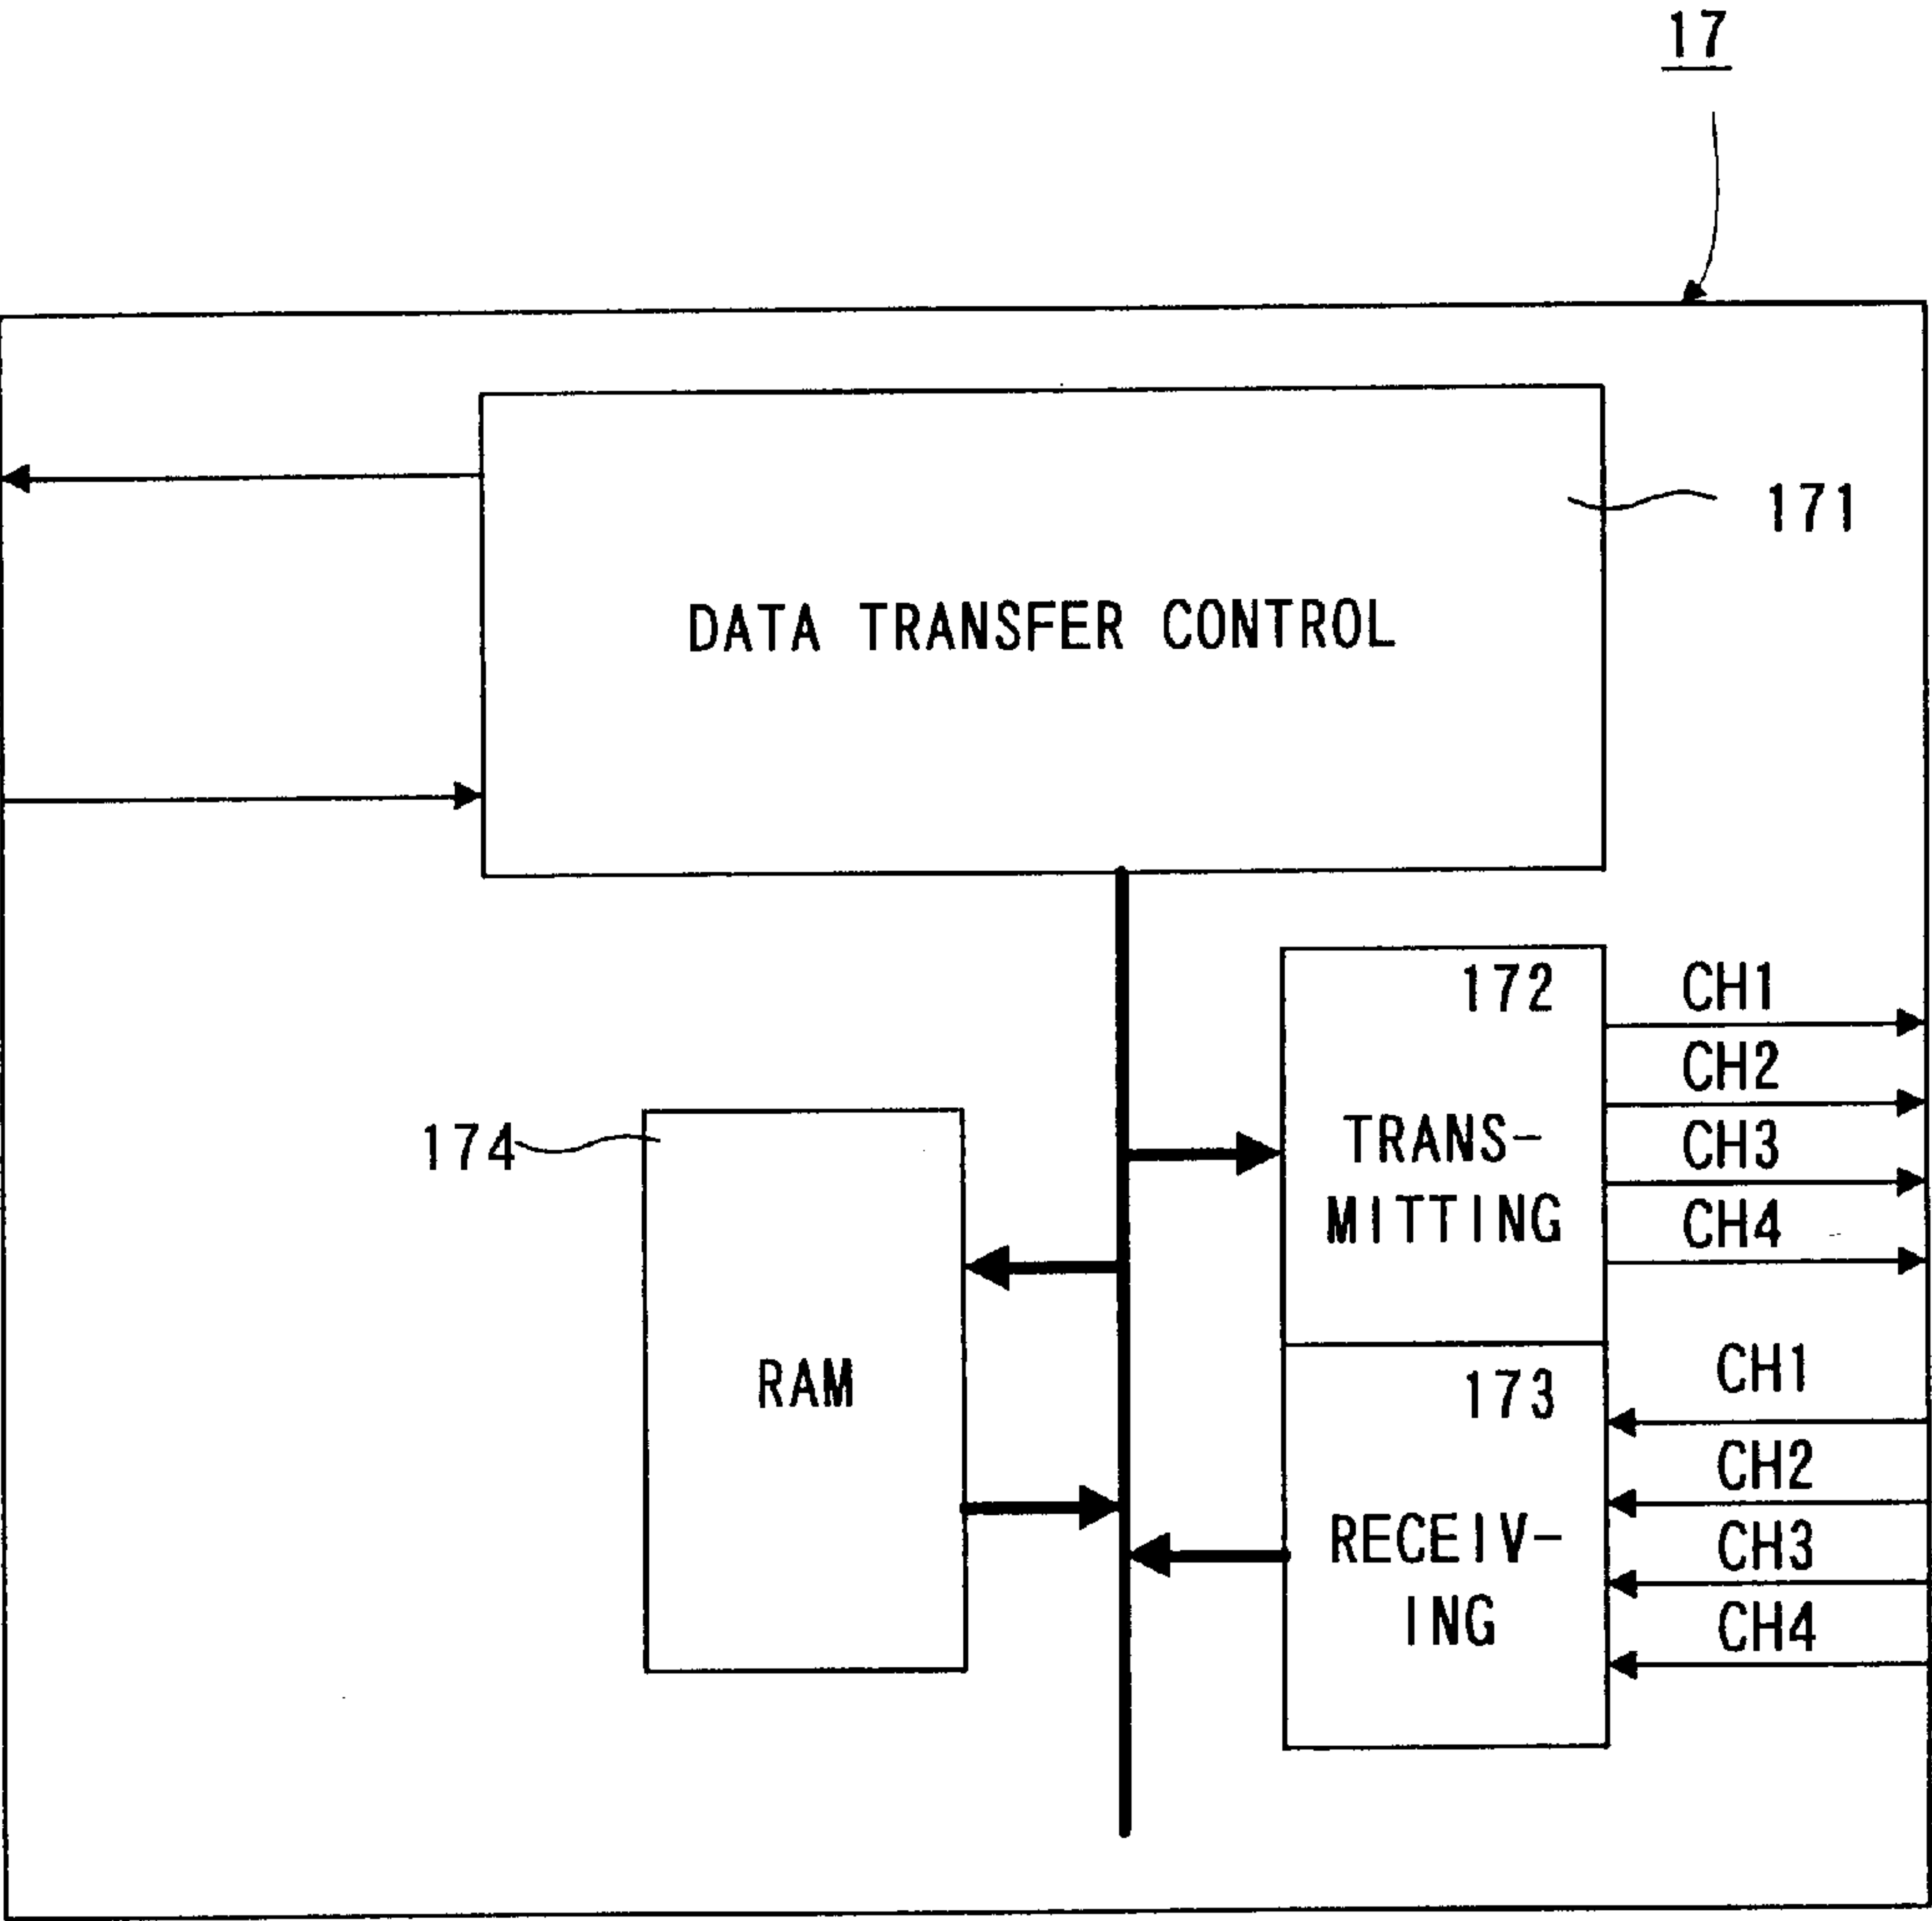 17
171
DATA TRANSFER CONTROL
172
CH1
CH2
174
TRANS-
CH3
MITTING
CH4
RAM
173
CH1
CH2
RECEIV-
CH3
ING
CH4